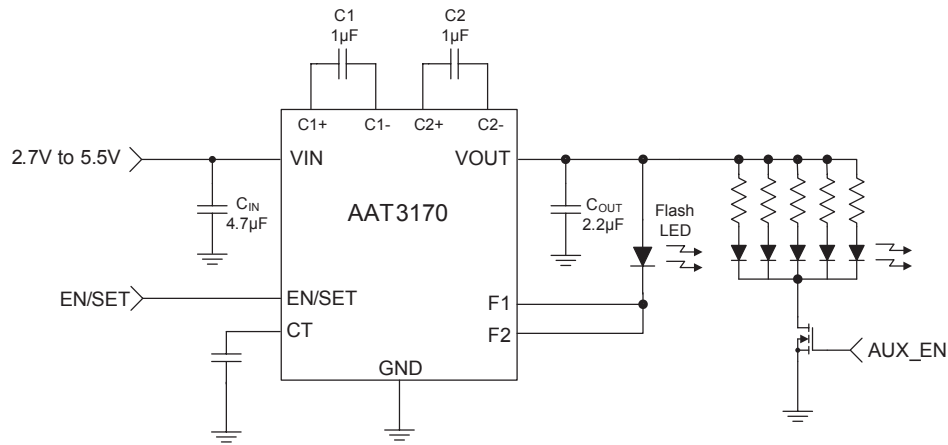 C1
1µF
C2
1µF
C1+ C1- C2+ C2-
2.7V to 5.5V
VIN VOUT
CIN
4.7µF
AAT3170
COUT
2.2µF
Flash
LED
EN/SET
EN/SET
F1
CT
F2
GND
AUX_EN